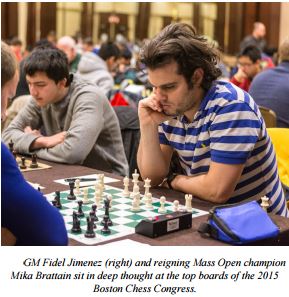 GM Fidel Jimenez (right) and reigning Mass Open champion
Mika Brattain sit in deep thought at the top boards of the 2015
Boston Chess Congress.